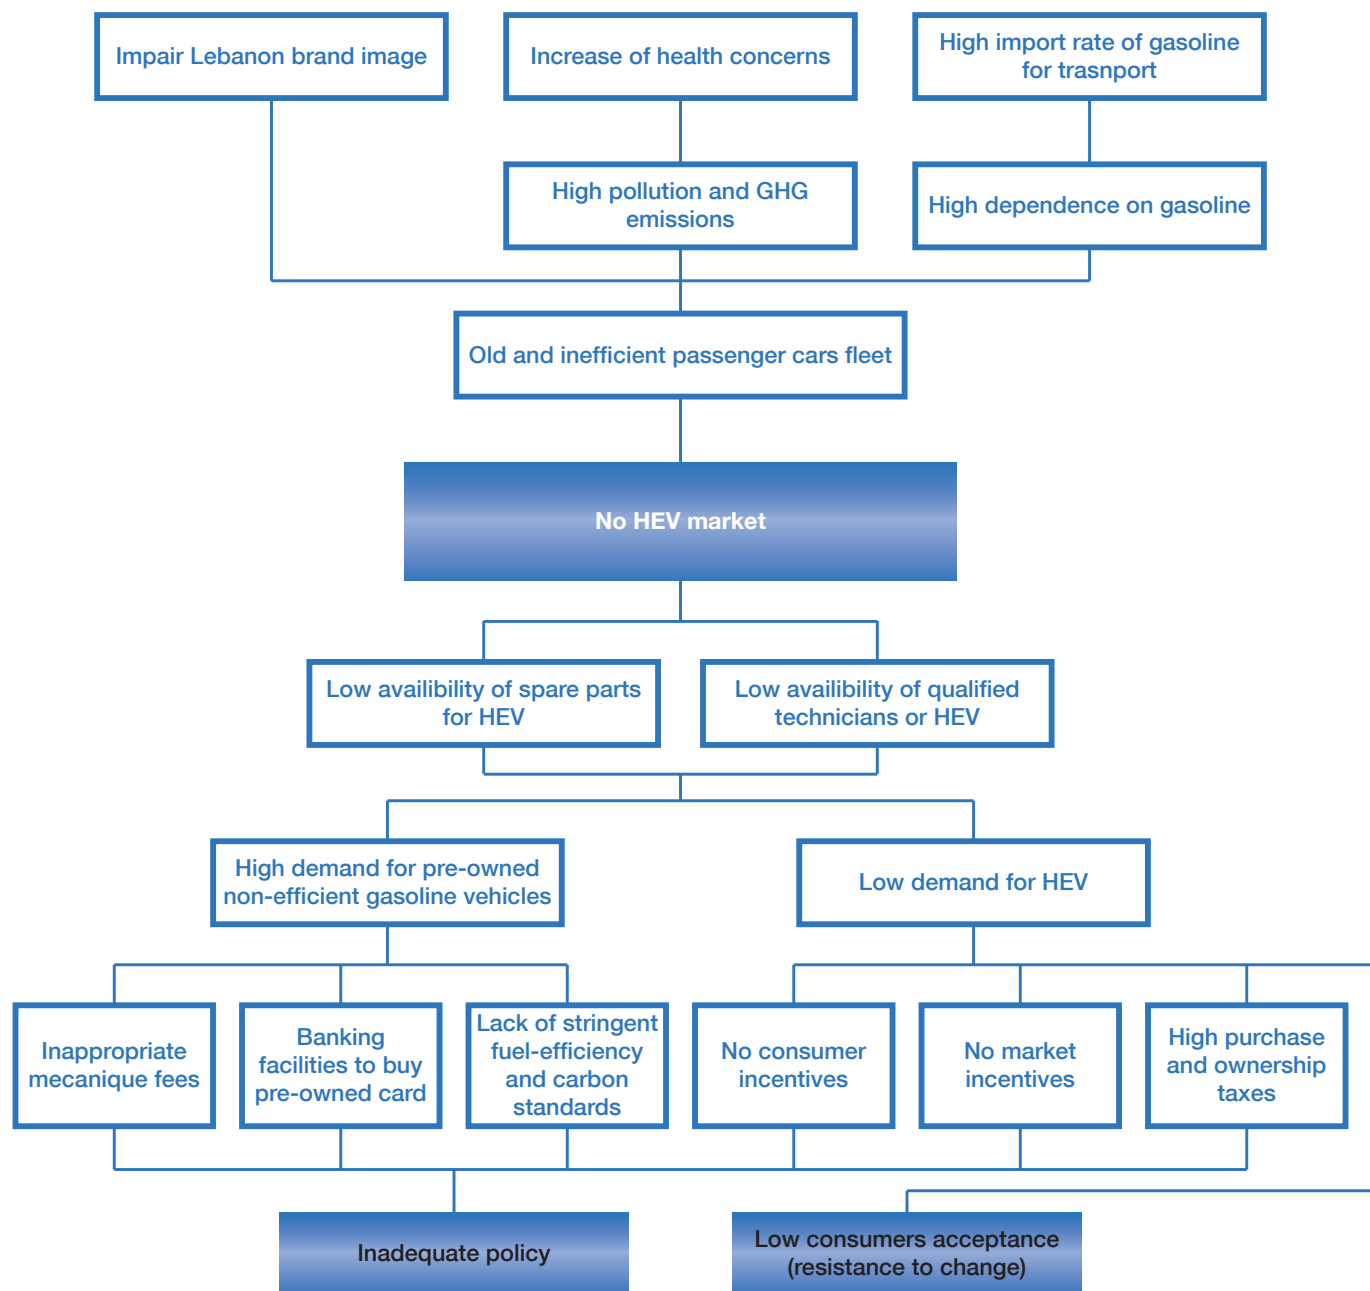 Impair Lebanon brand image
Increase of health concerns
High import rate of gasoline
for trasnport
High pollution and GHG
emissions
High dependence on gasoline
Old and inefficient passenger cars fleet
No HEV market
Low availibility of spare parts
for HEV
Low availibility of qualified
technicians or HEV
High demand for pre-owned
non-efficient gasoline vehicles
Low demand for HEV
Inappropriate
mecanique fees
Banking
facilities to buy
pre-owned card
Lack of stringent
fuel-efficiency
and carbon
standards
No consumer
incentives
No market
incentives
High purchase
and ownership
taxes
Inadequate policy
Low consumers acceptance
(resistance to change)